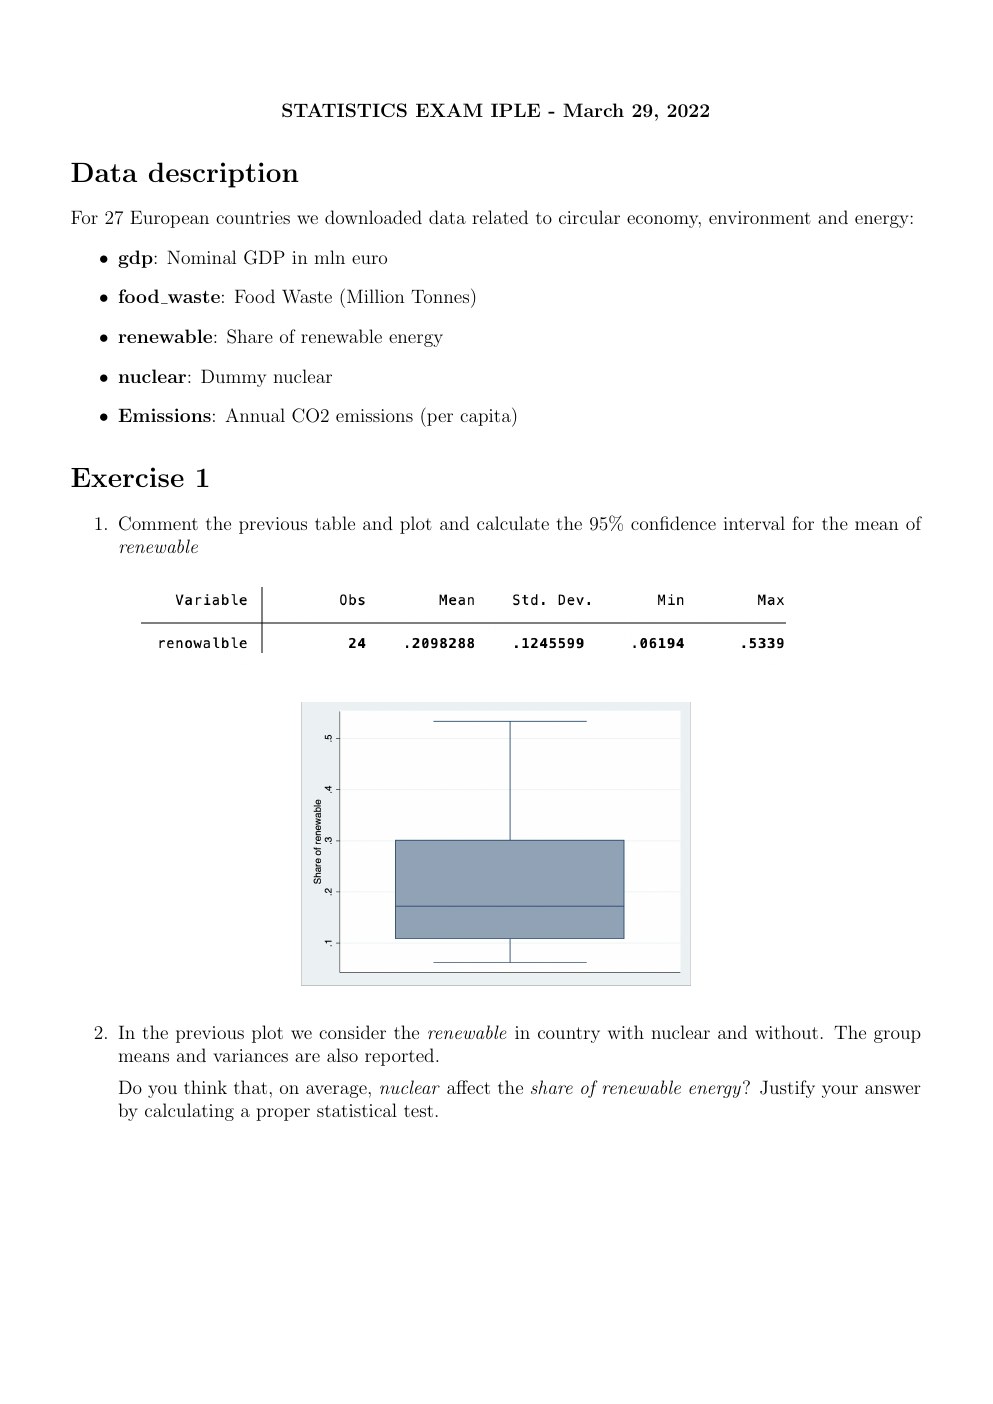 STATISTICS EXAM IPLE - March 29, 2022
Data description
For 27 European countries we downloaded data related to circular economy, environment and energy:
• gdp: Nominal GDP in mln euro
• food_waste: Food Waste (Million Tonnes)
• renewable: Share of renewable energy
• nuclear: Dummy nuclear
• Emissions: Annual CO2 emissions (per capita)
Exercise 1
1. Comment the previous table and plot and calculate the 95% confidence interval for the mean of
renewable
Variable Obs Mean Std. Dev. Min Max
renowalble 24 .2098288 .1245599 .06194 .5339
Share of renewable
.5
.4
.3
.2
.1
2. In the previous plot we consider the renewable in country with nuclear and without. The group
means and variances are also reported.
Do you think that, on average, nuclear affect the share of renewable energy? Justify your answer
by calculating a proper statistical test.